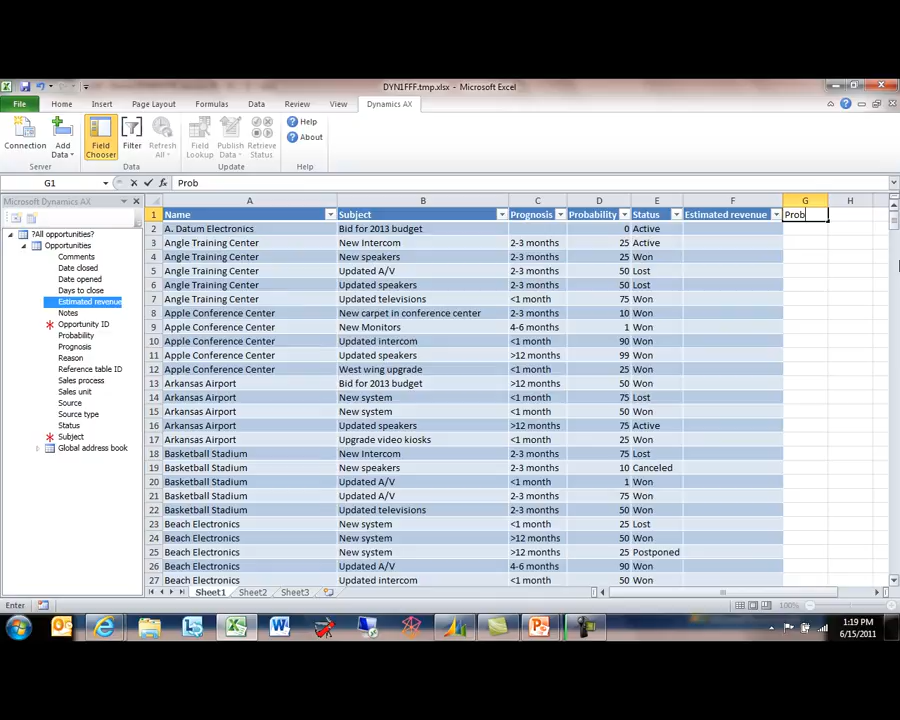 DYN1FFF.tmp.xlsx - Microsoft Excel
File Home Insert Page Layout Formulas Data Review View Dynamics AX
Connection Add Data Field Chooser Filter Refresh All Field Lookup Publish Data Retrieve Status Help About
Server Data Update Help
G1 fx Prob
Microsoft Dynamics AX
?All opportunities?
Opportunities
Comments
Date closed
Date opened
Days to close
Estimated revenue
Notes
Opportunity ID
Probability
Prognosis
Reason
Reference table ID
Sales process
Sales unit
Source
Source type
Status
Subject
Global address book
A B C D E F G H
1 Name Subject Prognosis Probability Status Estimated revenue Prob
2 A. Datum Electronics Bid for 2013 budget 0 Active
3 Angle Training Center New Intercom 2-3 months 25 Active
4 Angle Training Center New speakers 2-3 months 25 Won
5 Angle Training Center Updated A/V 2-3 months 50 Lost
6 Angle Training Center Updated speakers 2-3 months 50 Lost
7 Angle Training Center Updated televisions <1 month 75 Won
8 Apple Conference Center New carpet in conference center 2-3 months 10 Won
9 Apple Conference Center New Monitors 4-6 months 1 Won
10 Apple Conference Center Updated intercom <1 month 90 Won
11 Apple Conference Center Updated speakers >12 months 99 Won
12 Apple Conference Center West wing upgrade <1 month 25 Won
13 Arkansas Airport Bid for 2013 budget >12 months 50 Won
14 Arkansas Airport New system <1 month 75 Lost
15 Arkansas Airport New system <1 month 50 Won
16 Arkansas Airport Updated speakers >12 months 75 Active
17 Arkansas Airport Upgrade video kiosks <1 month 25 Won
18 Basketball Stadium New Intercom 2-3 months 75 Lost
19 Basketball Stadium New speakers 2-3 months 10 Canceled
20 Basketball Stadium Updated A/V <1 month 1 Won
21 Basketball Stadium Updated A/V 2-3 months 75 Won
22 Basketball Stadium Updated televisions 2-3 months 50 Won
23 Beach Electronics New system <1 month 25 Lost
24 Beach Electronics New system >12 months 50 Won
25 Beach Electronics New system >12 months 25 Postponed
26 Beach Electronics Updated A/V 4-6 months 90 Won
27 Beach Electronics Updated intercom <1 month 50 Won
Sheet1 Sheet2 Sheet3
Enter 100%
1:19 PM
6/15/2011